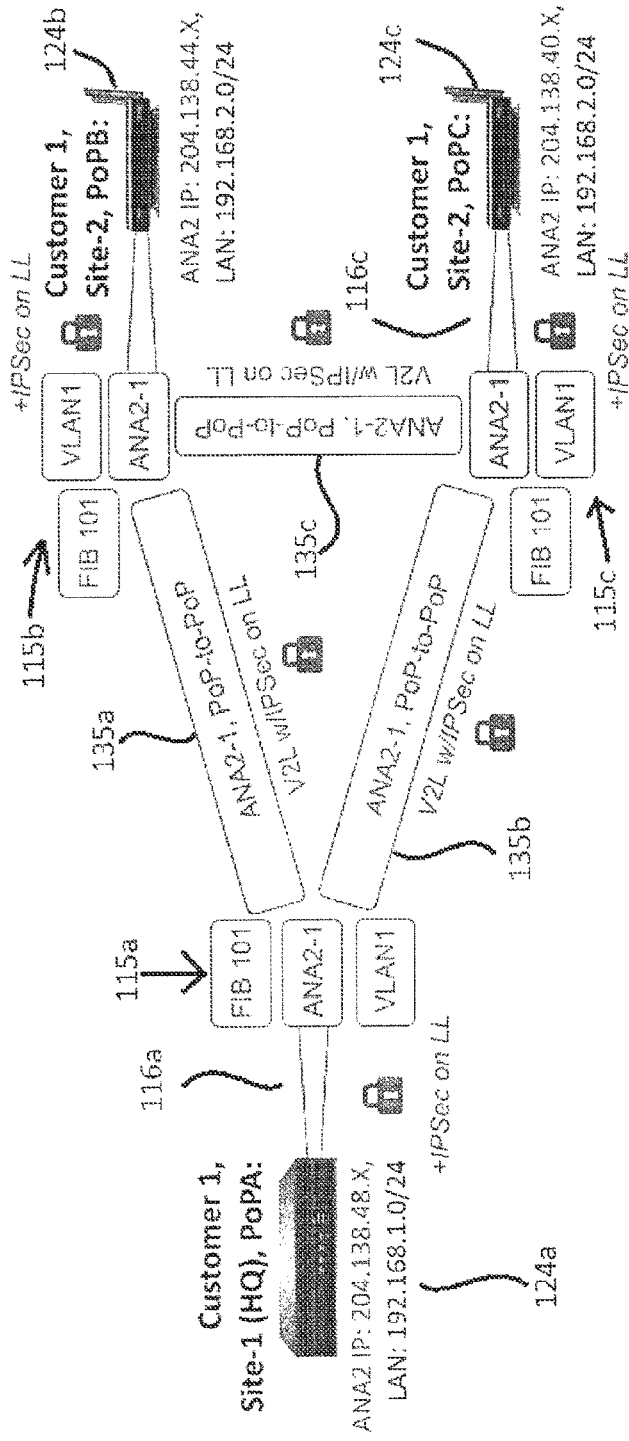 Customer 1,
Site-1 (HQ), PoPA:
ANA2 IP: 204.138.48.X,
LAN: 192.168.1.0/24
124a
+IPSec on LL
116a
115a
FIB 101
ANA2-1
VLAN1
135a
ANA2-1, PoP-to-PoP
V2L w/IPSec on LL
ANA2-1, PoP-to-PoP
V2L w/IPSec on LL
135b
115b
FIB 101
VLAN1
ANA2-1
+IPSec on LL
Customer 1,
Site-2, PoPB:
124b
ANA2 IP: 204.138.44.X,
LAN: 192.168.2.0/24
ANA2-1, PoP-to-PoP
V2L w/IPSec on LL
135c
116c
Customer 1,
Site-2, PoPC:
124c
ANA2 IP: 204.138.40.X,
LAN: 192.168.2.0/24
ANA2-1
VLAN1
FIB 101
+IPSec on LL
115c